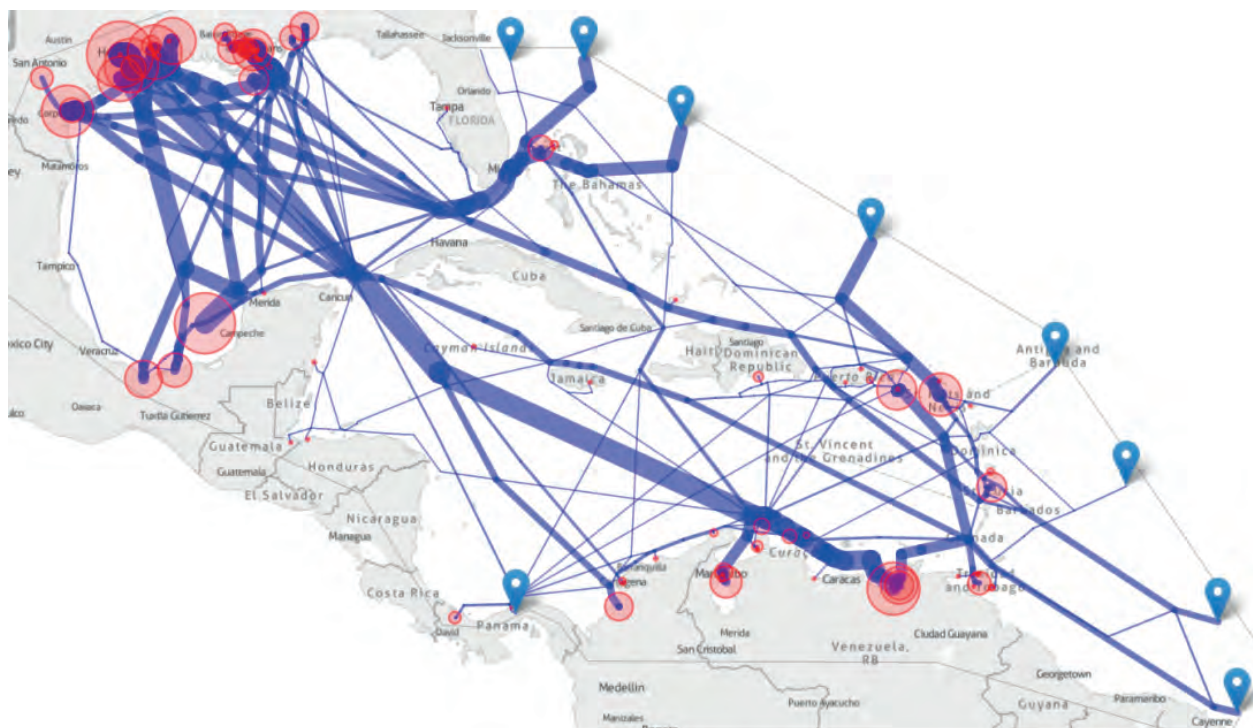 Austin
Tallahassee
Jacksonville
San Antonio
Orlando
Tampa
FLORIDA
Matamoros
The Bahamas
Havana
Tampico
Cuba
Merida
Cancun
Campeche
Santiago de Cuba
Mexico City
Veracruz
Cayman Islands
Haiti
Santiago
Dominican
Republic
Antigua and
Barbuda
Puerto Rico
Jamaica
Oaxaca
Tuxtla Gutierrez
Belize
St. Vincent
and the Grenadines
Dominica
Guatemala
Guatemala
Honduras
El Salvador
Barbados
Nicaragua
Managua
Grenada
Caracas
Costa Rica
David
Panama
Merida
San Cristobal
Ciudad Guayana
Venezuela,
RB
Georgetown
Medellin
Puerto Ayacucho
Guyana
Paramaribo
Manizales
Cayenne